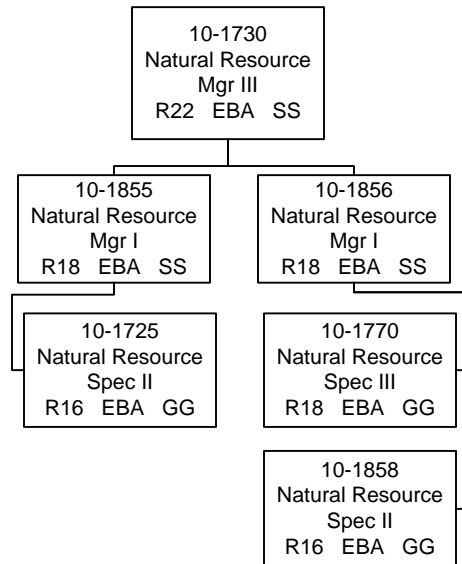 10-1730
Natural Resource
Mgr III
R22 EBA SS
10-1855
Natural Resource
Mgr I
R18 EBA SS
10-1856
Natural Resource
Mgr I
R18 EBA SS
10-1725
Natural Resource
Spec II
R16 EBA GG
10-1770
Natural Resource
Spec III
R18 EBA GG
10-1858
Natural Resource
Spec II
R16 EBA GG